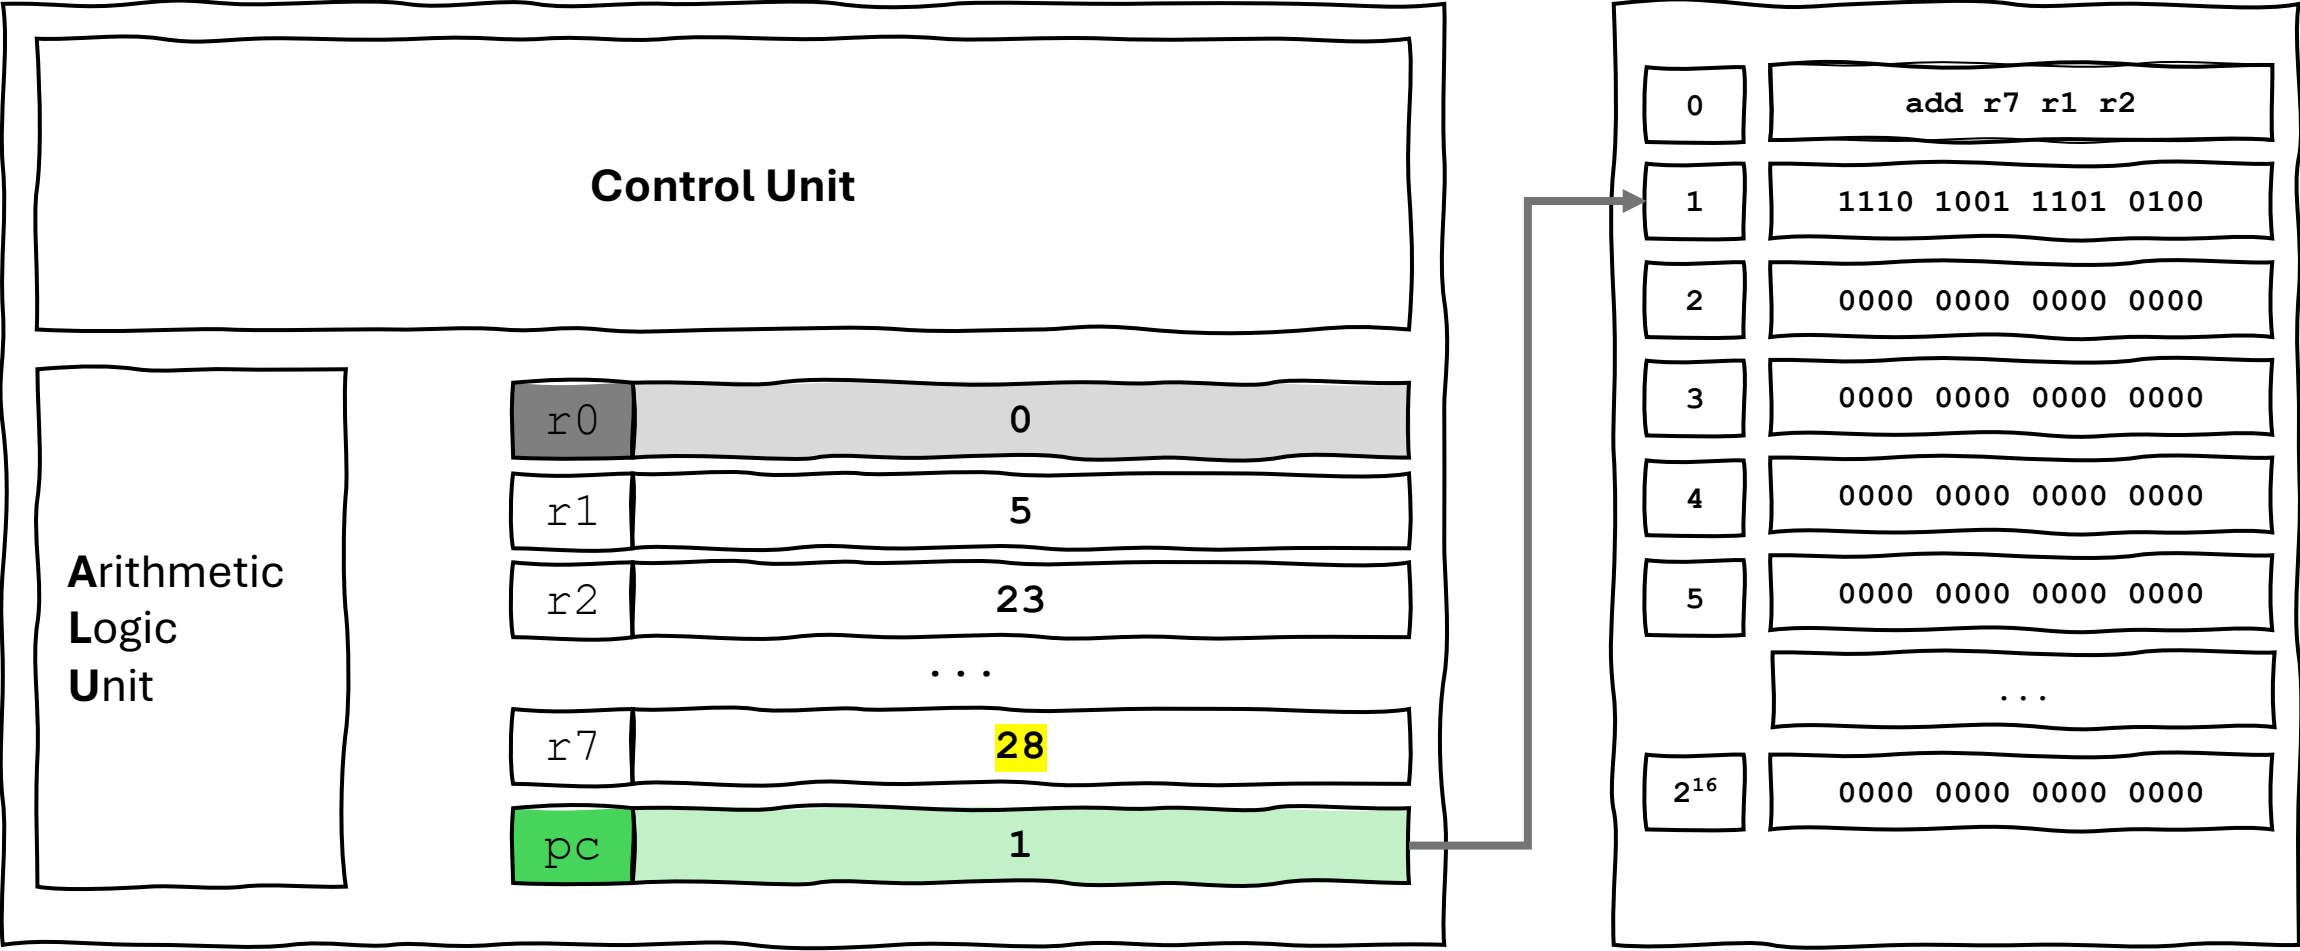 Control Unit
Arithmetic
Logic
Unit
r0 0
r1 5
r2 23
...
r7 28
pc 1
0 add r7 r1 r2
1 1110 1001 1101 0100
2 0000 0000 0000 0000
3 0000 0000 0000 0000
4 0000 0000 0000 0000
5 0000 0000 0000 0000
...
2¹⁶ 0000 0000 0000 0000